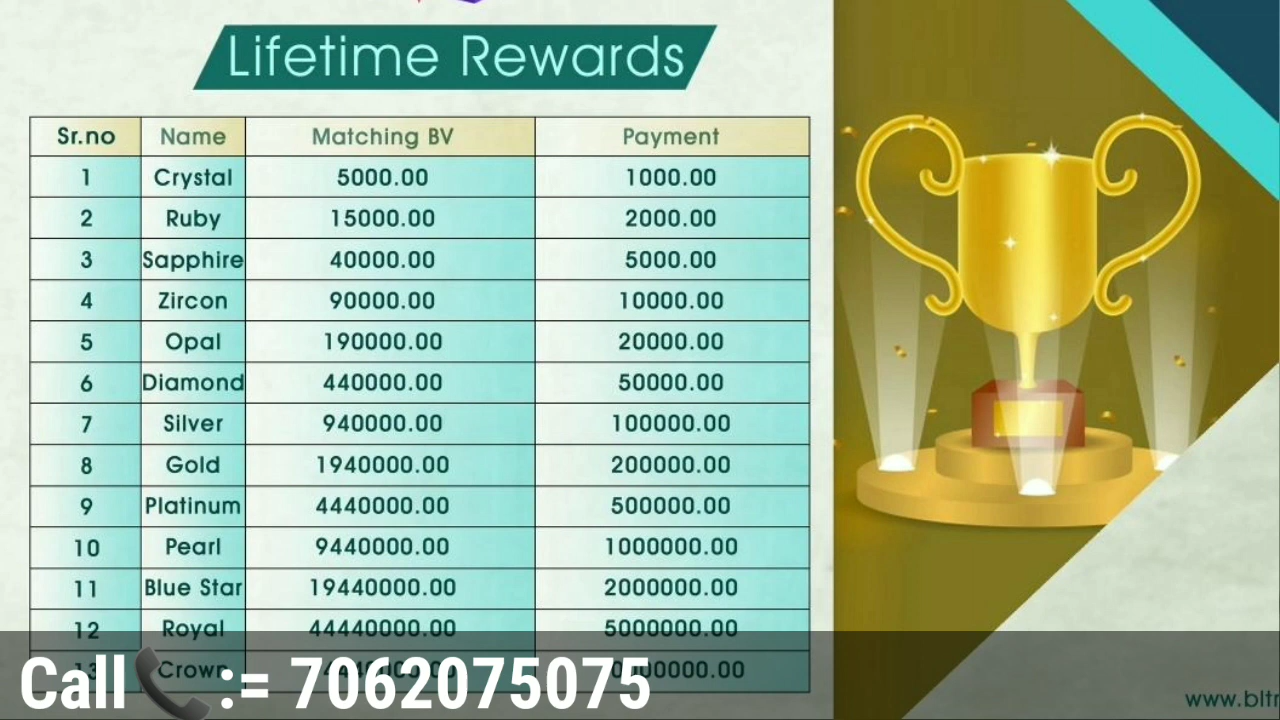 Lifetime Rewards
Sr.no Name Matching BV Payment
1 Crystal 5000.00 1000.00
2 Ruby 15000.00 2000.00
3 Sapphire 40000.00 5000.00
4 Zircon 90000.00 10000.00
5 Opal 190000.00 20000.00
6 Diamond 440000.00 50000.00
7 Silver 940000.00 100000.00
8 Gold 1940000.00 200000.00
9 Platinum 4440000.00 500000.00
10 Pearl 9440000.00 1000000.00
11 Blue Star 19440000.00 2000000.00
12 Royal 44440000.00 5000000.00
13 Crown
Call := 7062075075